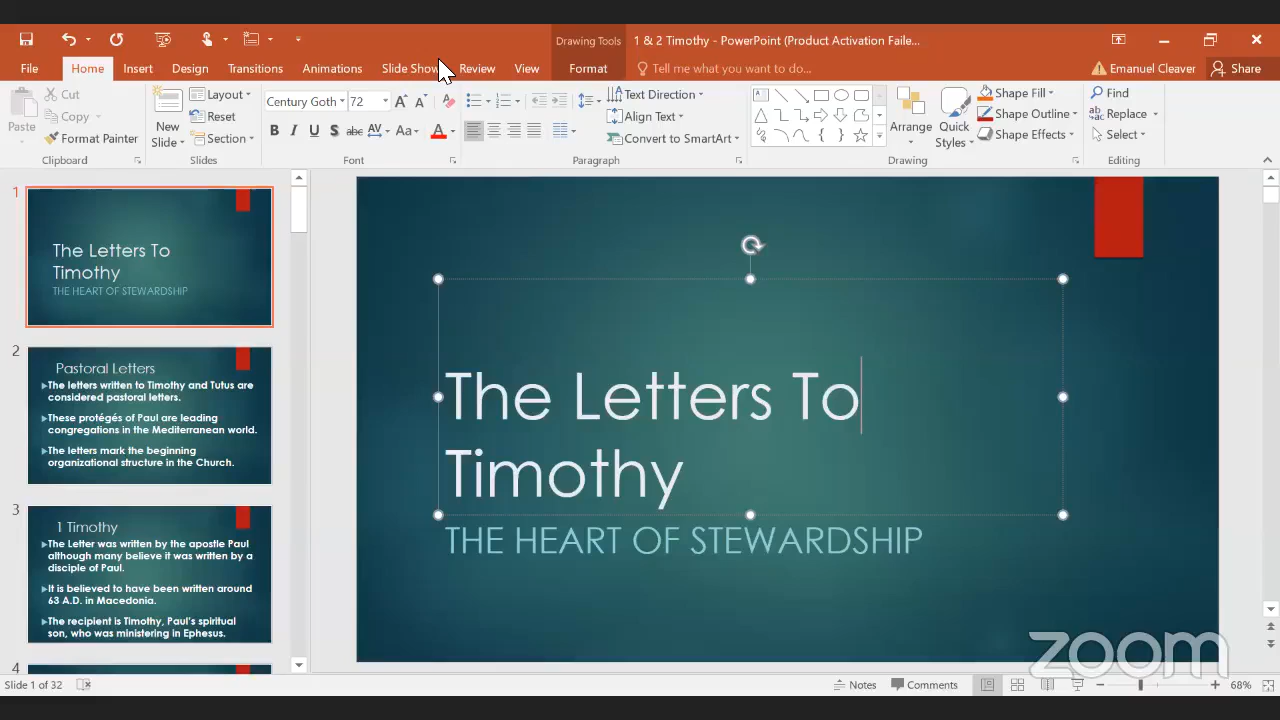 Drawing Tools
1 & 2 Timothy - PowerPoint (Product Activation Faile...
File Home Insert Design Transitions Animations Slide Show Review View Format Tell me what you want to do... Emanuel Cleaver Share
Paste
Cut
Copy
Format Painter
Clipboard
New
Slide
Layout
Reset
Section
Slides
Century Goth 72
B I U S abc AV Aa A
Font
Text Direction
Align Text
Convert to SmartArt
Paragraph
Arrange
Quick
Styles
Shape Fill
Shape Outline
Shape Effects
Drawing
Find
Replace
Select
Editing
1
The Letters To
Timothy
THE HEART OF STEWARDSHIP
2
Pastoral Letters
The letters written to Timothy and Tutus are
considered pastoral letters.
These protégés of Paul are leading
congregations in the Mediterranean world.
The letters mark the beginning
organizational structure in the Church.
3
1 Timothy
The Letter was written by the apostle Paul
although many believe it was written by a
disciple of Paul.
It is believed to have been written around
63 A.D. in Macedonia.
The recipient is Timothy, Paul's spiritual
son, who was ministering in Ephesus.
4
The Letters To
Timothy
THE HEART OF STEWARDSHIP
zoom
Slide 1 of 32
Notes Comments 68%